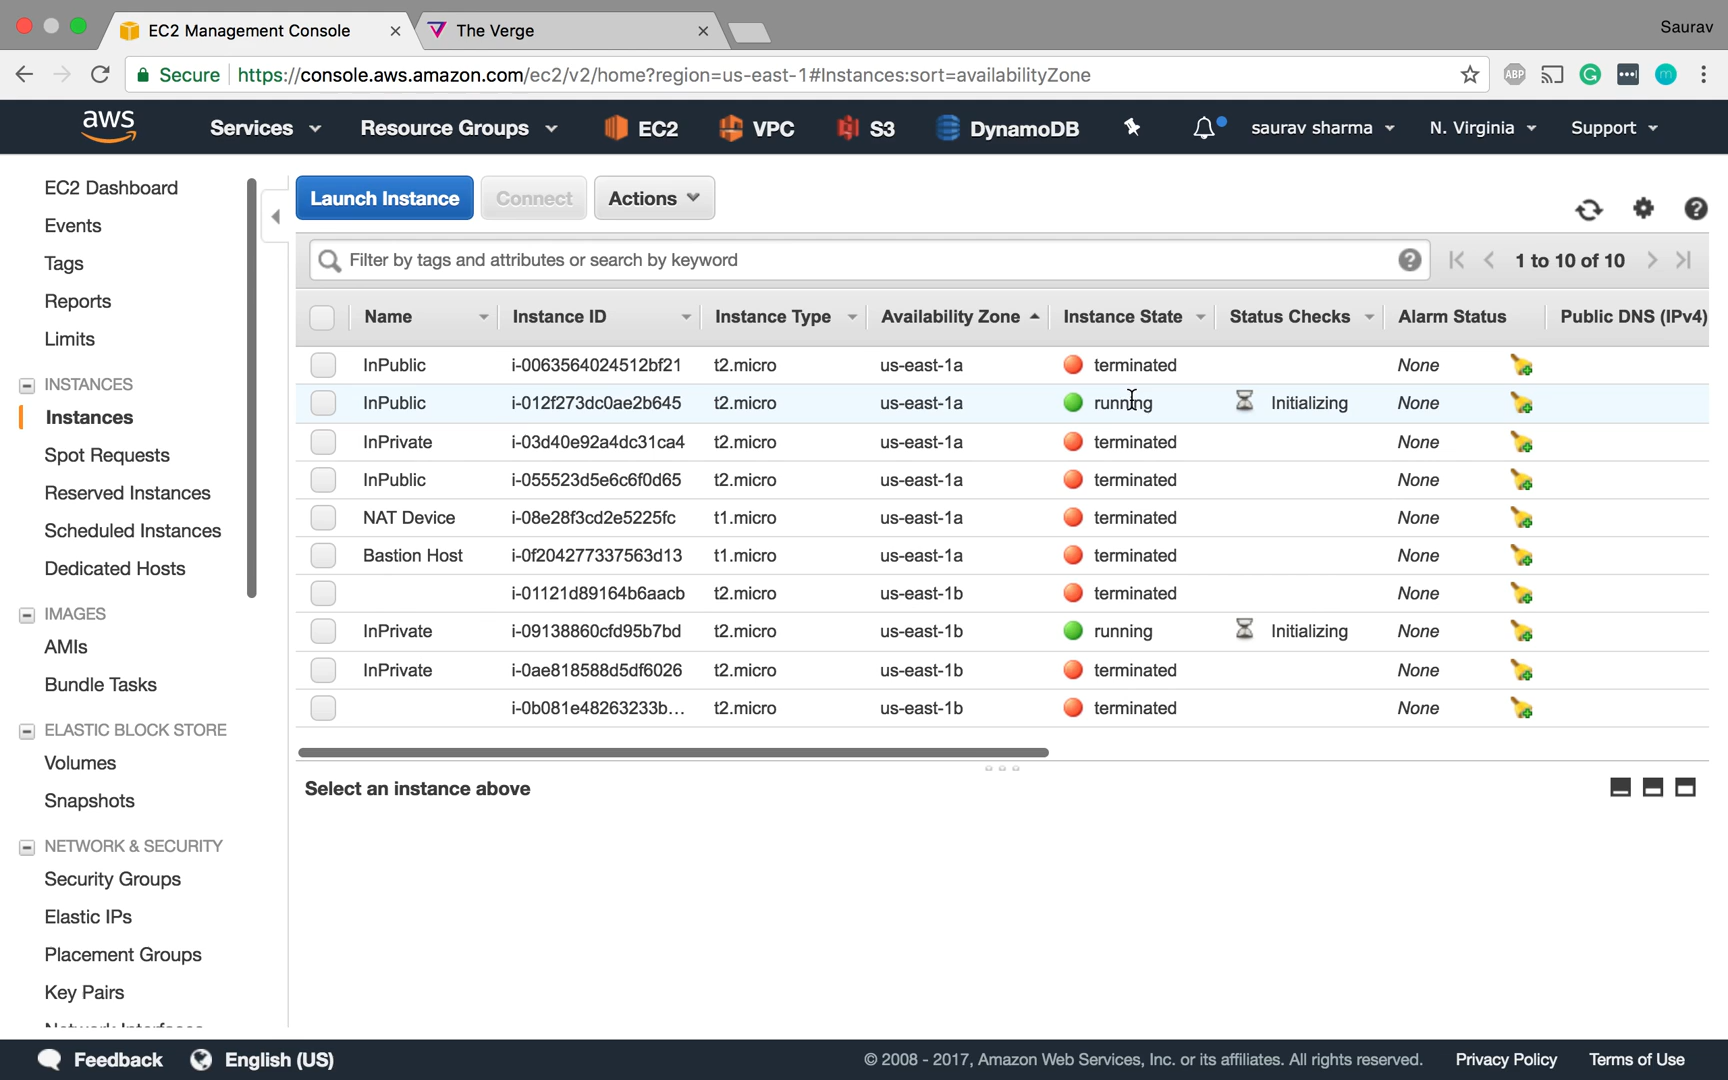 EC2 Management Console
The Verge
Saurav
Secure https://console.aws.amazon.com/ec2/v2/home?region=us-east-1#Instances:sort=availabilityZone
ABP
aws Services Resource Groups EC2 VPC S3 DynamoDB saurav sharma N. Virginia Support
EC2 Dashboard
Events
Tags
Reports
Limits
INSTANCES
Instances
Spot Requests
Reserved Instances
Scheduled Instances
Dedicated Hosts
IMAGES
AMIs
Bundle Tasks
ELASTIC BLOCK STORE
Volumes
Snapshots
NETWORK & SECURITY
Security Groups
Elastic IPs
Placement Groups
Key Pairs
Launch Instance Connect Actions
Filter by tags and attributes or search by keyword 1 to 10 of 10
Name Instance ID Instance Type Availability Zone Instance State Status Checks Alarm Status Public DNS (IPv4)
InPublic i-0063564024512bf21 t2.micro us-east-1a terminated None
InPublic i-012f273dc0ae2b645 t2.micro us-east-1a running Initializing None
InPrivate i-03d40e92a4dc31ca4 t2.micro us-east-1a terminated None
InPublic i-055523d5e6c6f0d65 t2.micro us-east-1a terminated None
NAT Device i-08e28f3cd2e5225fc t1.micro us-east-1a terminated None
Bastion Host i-0f204277337563d13 t1.micro us-east-1a terminated None
i-01121d89164b6aacb t2.micro us-east-1b terminated None
InPrivate i-09138860cfd95b7bd t2.micro us-east-1b running Initializing None
InPrivate i-0ae818588d5df6026 t2.micro us-east-1b terminated None
i-0b081e48263233b... t2.micro us-east-1b terminated None
Select an instance above
Feedback English (US) © 2008 - 2017, Amazon Web Services, Inc. or its affiliates. All rights reserved. Privacy Policy Terms of Use